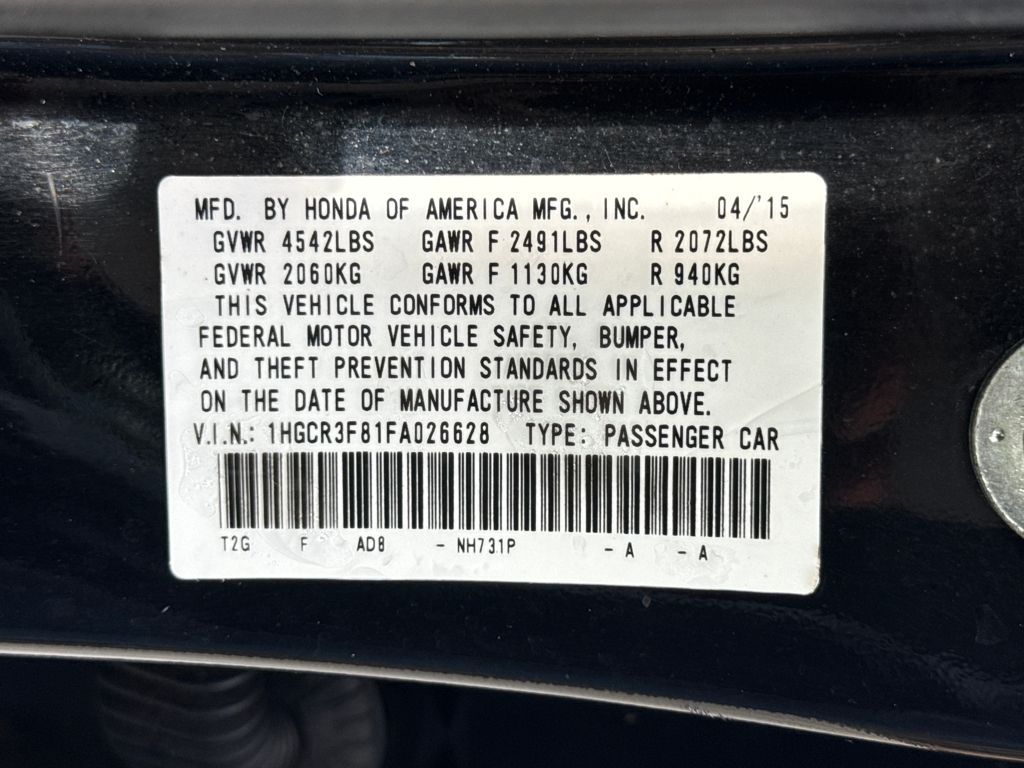 MFD. BY HONDA OF AMERICA MFG., INC. 04/'15
GVWR 4542LBS GAWR F 2491LBS R 2072LBS
GVWR 2060KG GAWR F 1130KG R 940KG
THIS VEHICLE CONFORMS TO ALL APPLICABLE
FEDERAL MOTOR VEHICLE SAFETY, BUMPER,
AND THEFT PREVENTION STANDARDS IN EFFECT
ON THE DATE OF MANUFACTURE SHOWN ABOVE.
V.I.N.: 1HGCR3F81FA026628 TYPE: PASSENGER CAR
T2G F AD8 - NH731P - A - A